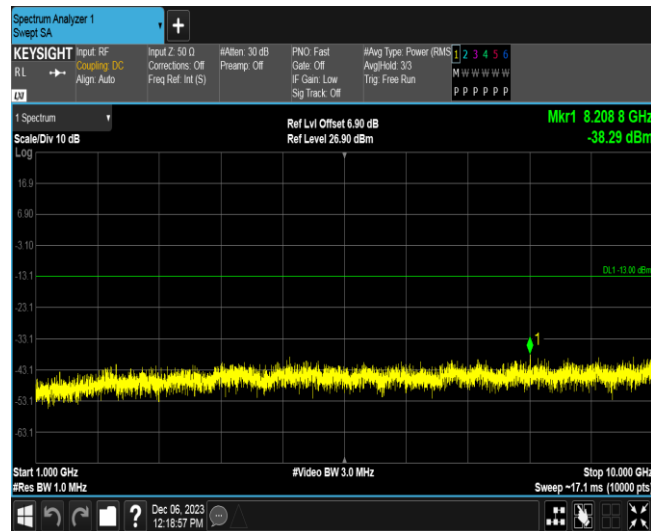 Spectrum Analyzer 1
Swept SA
+
KEYSIGHT
RL
LXI
Input: RF
Coupling: DC
Align: Auto
Input Z: 50 Ω
Corrections: Off
Freq Ref: Int (S)
#Atten: 30 dB
Preamp: Off
PNO: Fast
Gate: Off
IF Gain: Low
Sig Track: Off
#Avg Type: Power (RMS
Avg|Hold: 3/3
Trig: Free Run
1 2 3 4 5 6
M W W W W W
P P P P P P
1 Spectrum
Scale/Div 10 dB
Log
Ref Lvl Offset 6.90 dB
Ref Level 26.90 dBm
Mkr1 8.208 8 GHz
-38.29 dBm
16.9
6.90
-3.10
-13.1
DL1 -13.00 dBm
-23.1
-33.1
1
-43.1
-53.1
-63.1
Start 1.000 GHz
#Video BW 3.0 MHz
Stop 10.000 GHz
#Res BW 1.0 MHz
Sweep ~17.1 ms (10000 pts)
?
Dec 06, 2023
12:18:57 PM